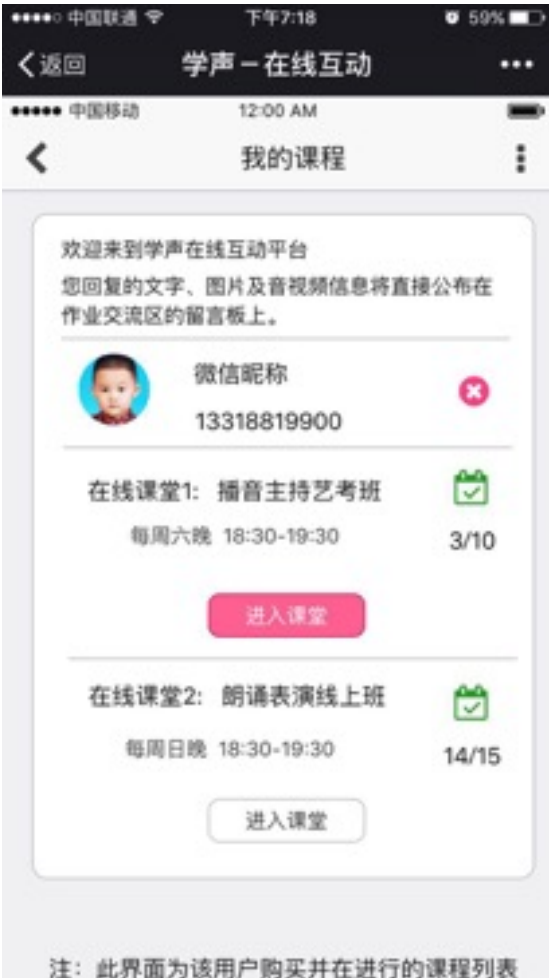 中国联通 下午7:18 59%
返回 学声－在线互动
中国移动 12:00 AM
我的课程
欢迎来到学声在线互动平台
您回复的文字、图片及音视频信息将直接公布在
作业交流区的留言板上。
微信昵称
13318819900
在线课堂1: 播音主持艺考班
每周六晚 18:30-19:30
3/10
进入课堂
在线课堂2: 朗诵表演线上班
每周日晚 18:30-19:30
14/15
进入课堂
注：此界面为该用户购买并在进行的课程列表